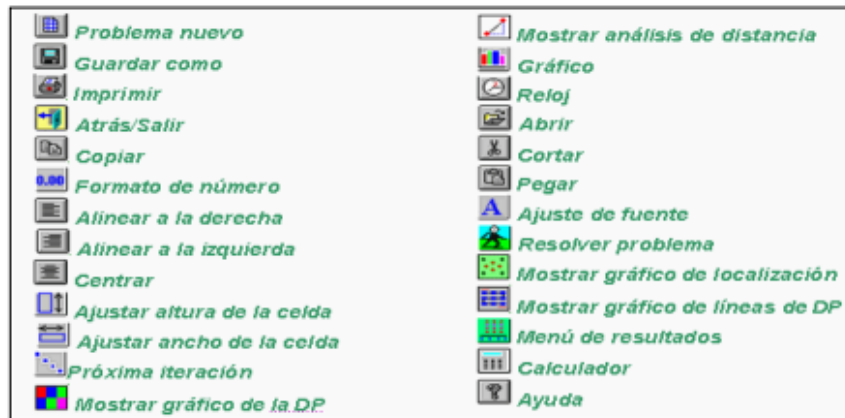 Problema nuevo
Guardar como
Imprimir
Atrás/Salir
Copiar
0.00 Formato de número
Alinear a la derecha
Alinear a la izquierda
Centrar
Ajustar altura de la celda
Ajustar ancho de la celda
Próxima iteración
Mostrar gráfico de la DP
Mostrar análisis de distancia
Gráfico
Reloj
Abrir
Cortar
Pegar
A Ajuste de fuente
Resolver problema
Mostrar gráfico de localización
Mostrar gráfico de líneas de DP
Menú de resultados
Calculador
? Ayuda